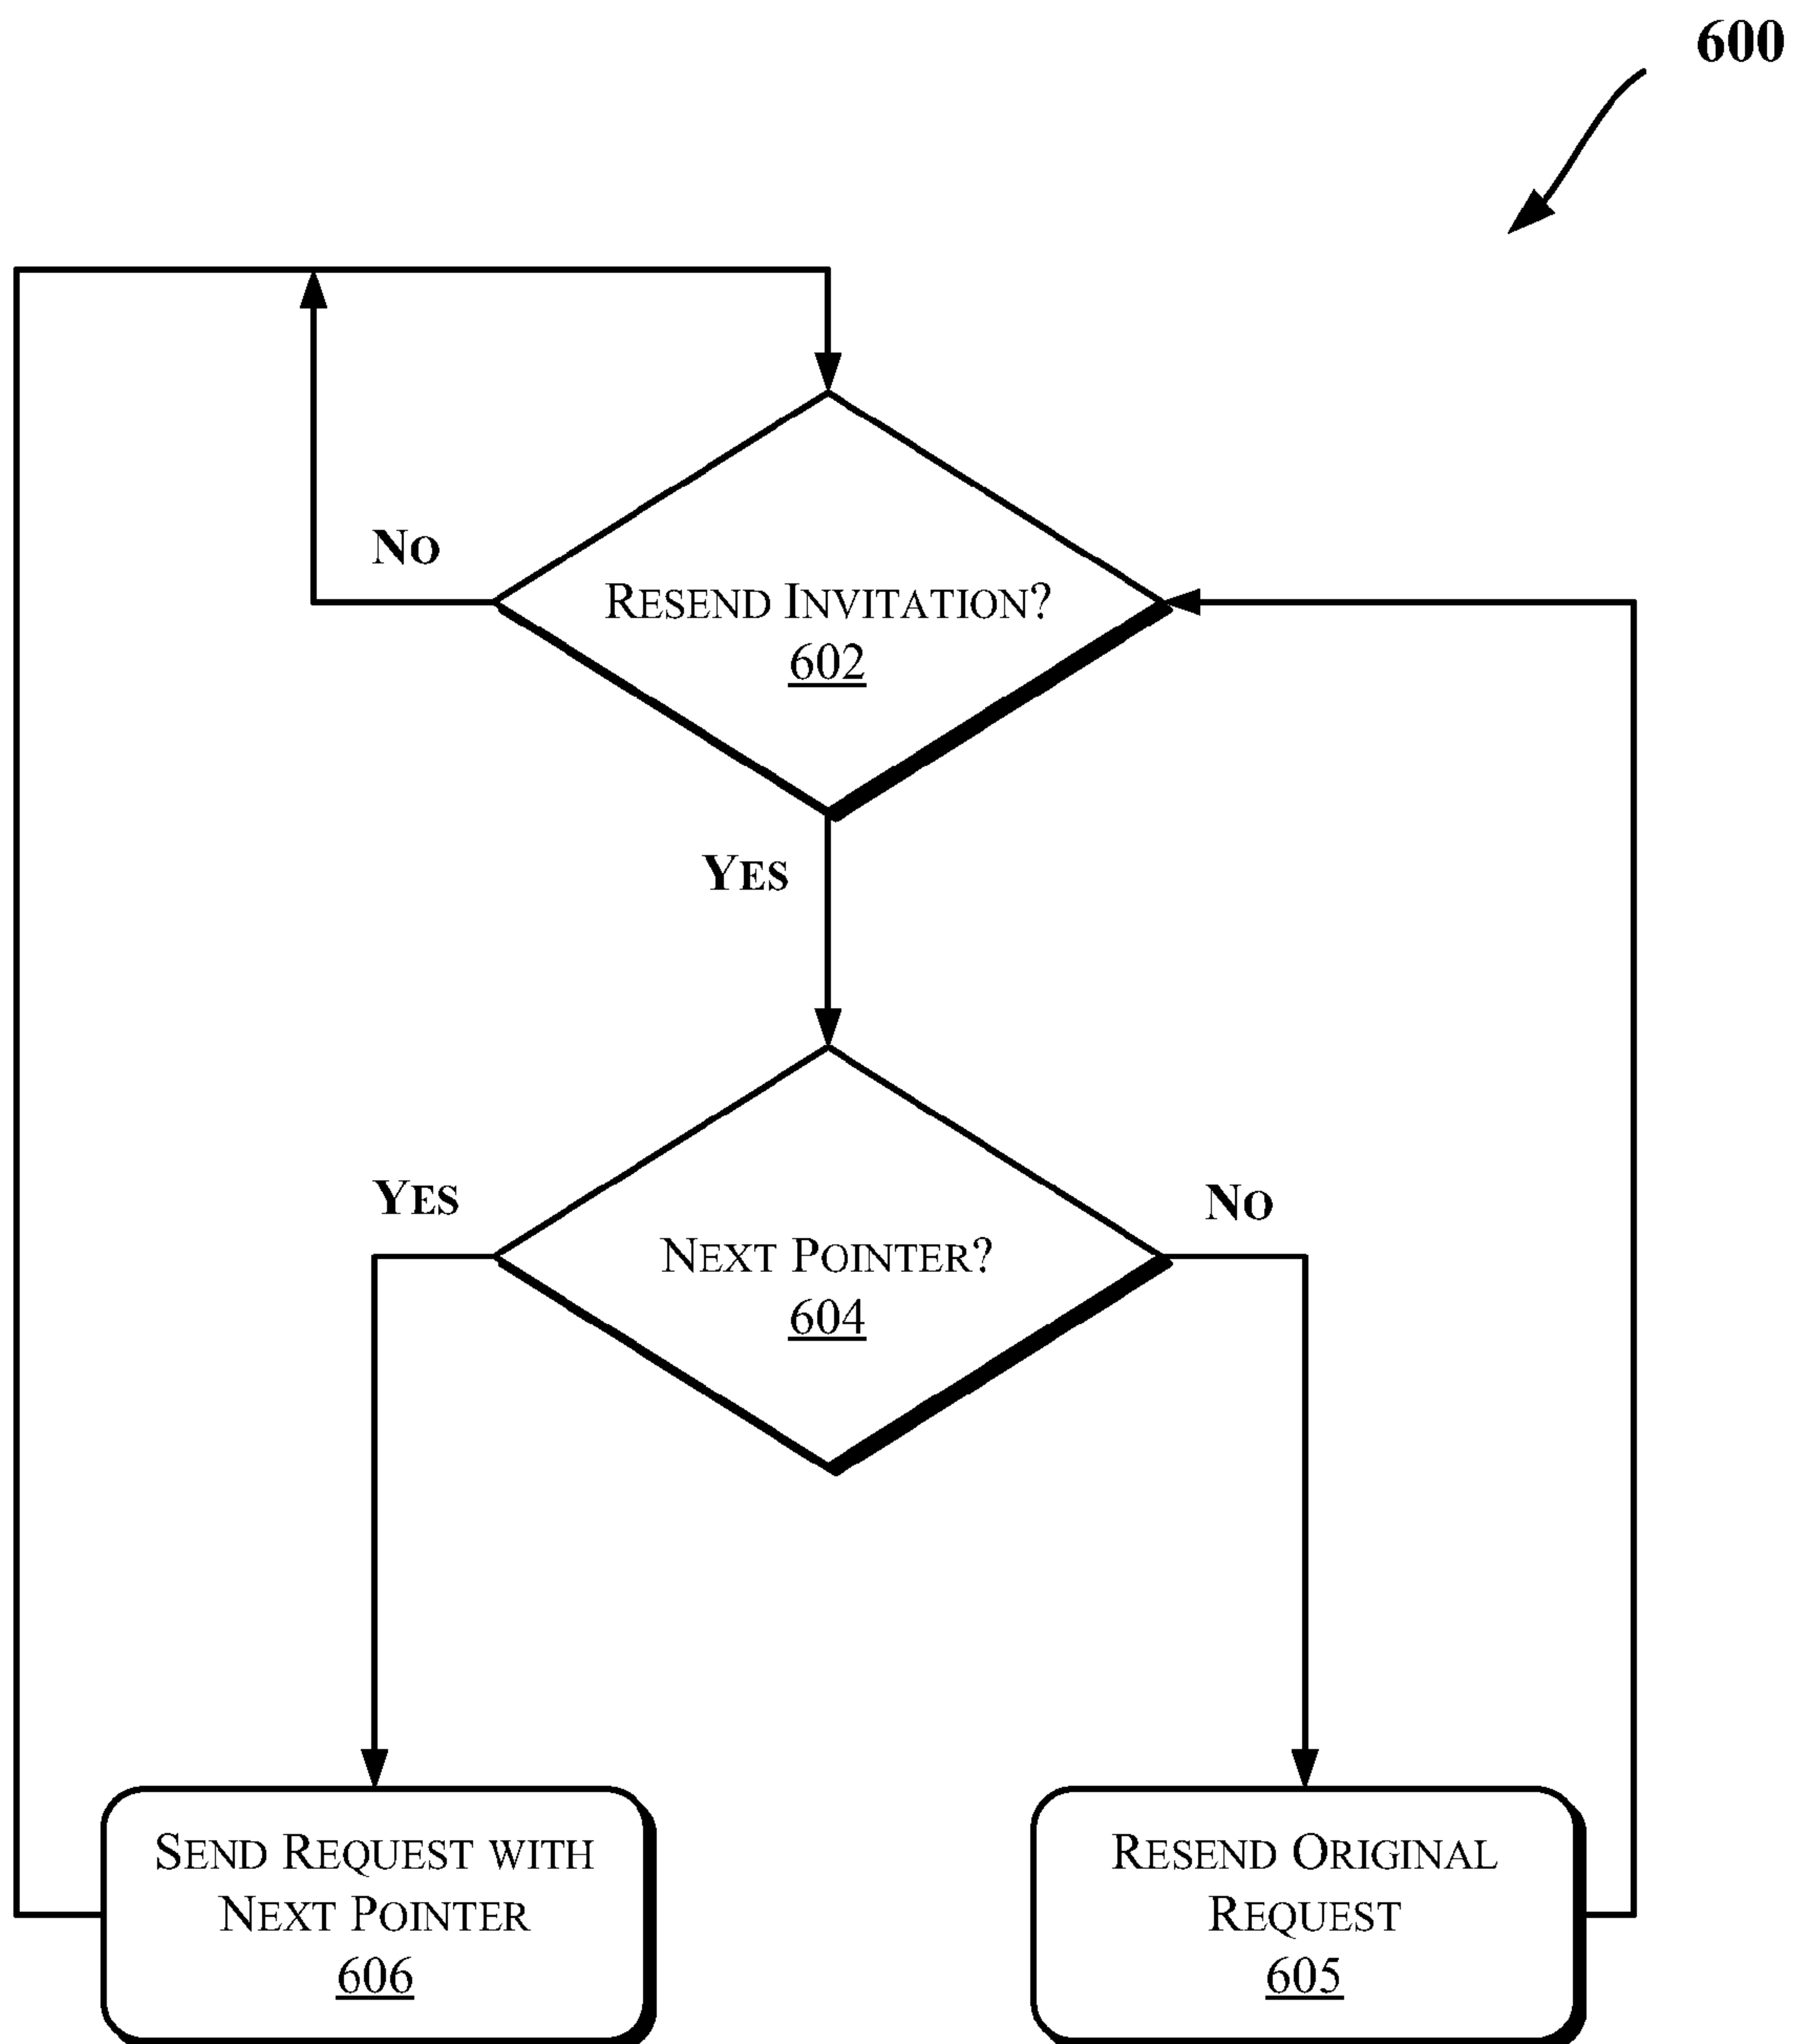 600
No
Resend Invitation?
602
Yes
Yes
No
Next Pointer?
604
Send Request with
Next Pointer
606
Resend Original
Request
605